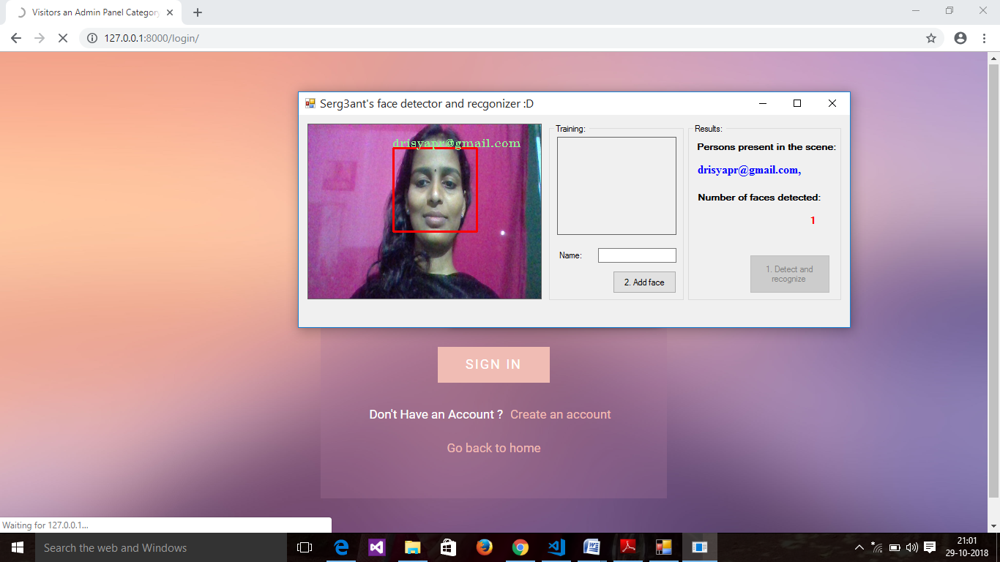 Visitors an Admin Panel Category
127.0.0.1:8000/login/
Serg3ant's face detector and recgonizer :D
drisyapr@gmail.com
Training:
Name:
2. Add face
Results:
Persons present in the scene:
drisyapr@gmail.com,
Number of faces detected:
1
1. Detect and
recognize
SIGN IN
Don't Have an Account ? Create an account
Go back to home
Waiting for 127.0.0.1...
Search the web and Windows
21:01
29-10-2018